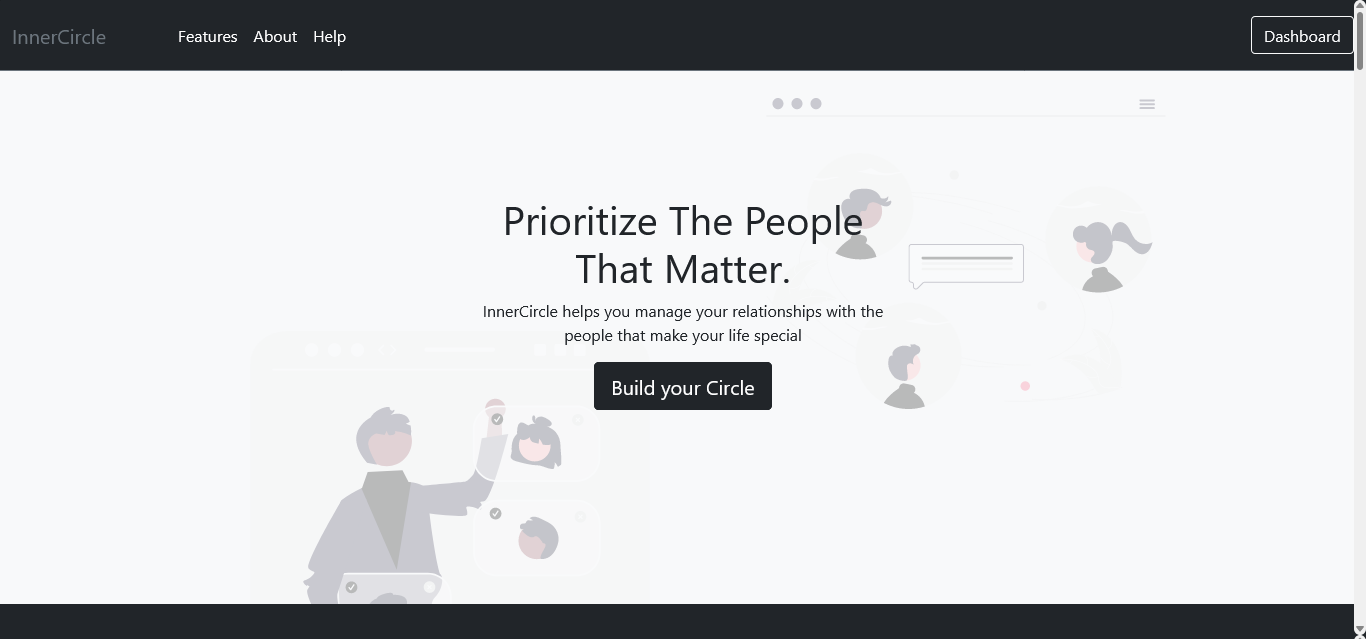 InnerCircle
Features
About
Help
Dashboard
Prioritize The People
That Matter.
InnerCircle helps you manage your relationships with the
people that make your life special
Build your Circle